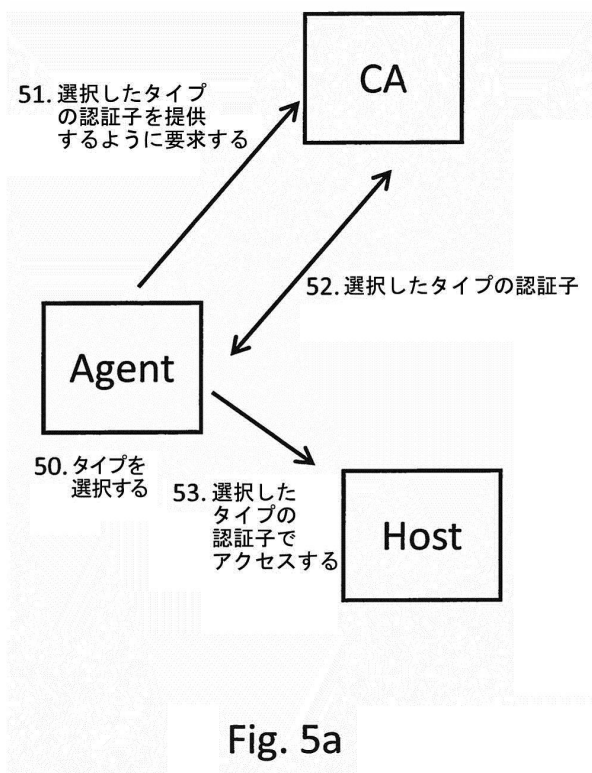 CA
51. 選択したタイプ
の認証子を提供
するように要求する
52. 選択したタイプの認証子
Agent
50. タイプを
選択する
53. 選択した
タイプの
認証子で
アクセスする
Host
Fig. 5a